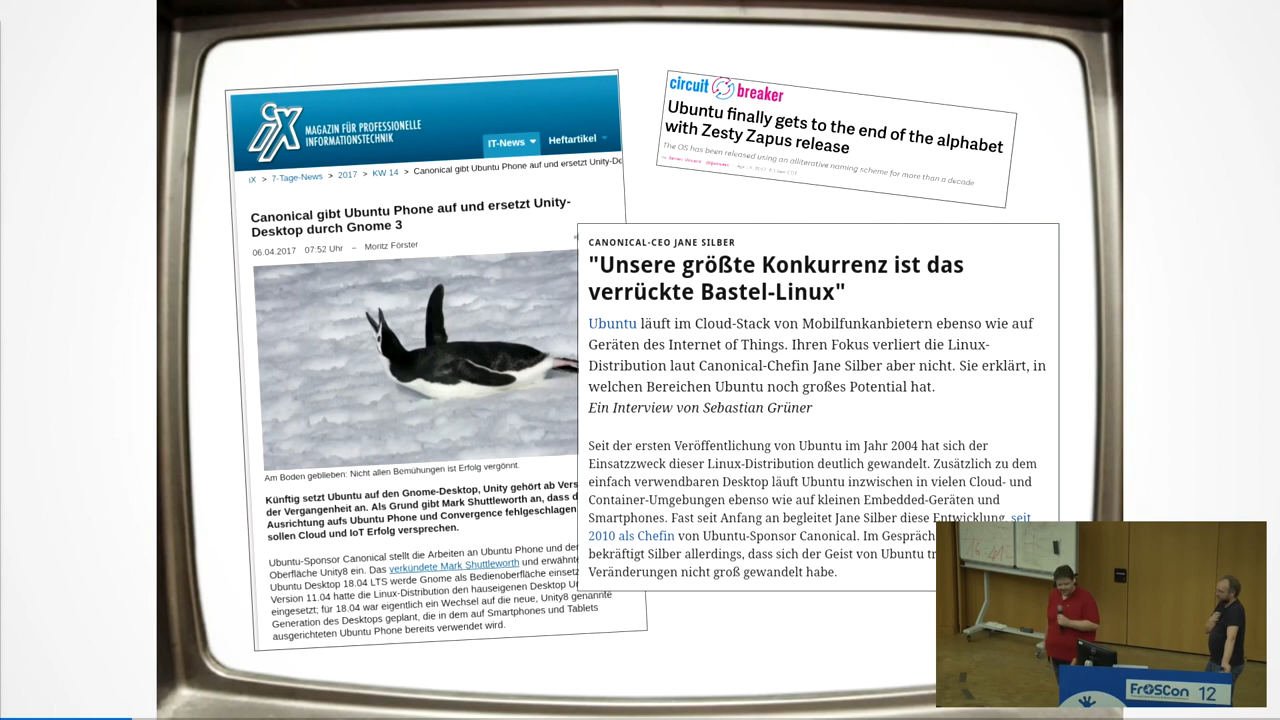 iX MAGAZIN FÜR PROFESSIONELLE
INFORMATIONSTECHNIK
IT-News Heftartikel
iX > 7-Tage-News > 2017 > KW 14 > Canonical gibt Ubuntu Phone auf und ersetzt Unity-De
Canonical gibt Ubuntu Phone auf und ersetzt Unity-
Desktop durch Gnome 3
06.04.2017 07:52 Uhr – Moritz Förster
Am Boden geblieben: Nicht allen Bemühungen ist Erfolg vergönnt.
Künftig setzt Ubuntu auf den Gnome-Desktop, Unity gehört ab Vers
der Vergangenheit an. Als Grund gibt Mark Shuttleworth an, dass d
Ausrichtung aufs Ubuntu Phone und Convergence fehlgeschlagen
sollen Cloud und IoT Erfolg versprechen.
Ubuntu-Sponsor Canonical stellt die Arbeiten an Ubuntu Phone und der
Oberfläche Unity8 ein. Das verkündete Mark Shuttleworth und erwähnte
Ubuntu Desktop 18.04 LTS werde Gnome als Bedienoberfläche einsetz
Version 11.04 hatte die Linux-Distribution den hauseigenen Desktop Un
eingesetzt; für 18.04 war eigentlich ein Wechsel auf die neue, Unity8 genannte
Generation des Desktops geplant, die in dem auf Smartphones und Tablets
ausgerichteten Ubuntu Phone bereits verwendet wird.
circuit breaker
Ubuntu finally gets to the end of the alphabet
with Zesty Zapus release
The OS has been released using an alliterative naming scheme for more than a decade
CANONICAL-CEO JANE SILBER
"Unsere größte Konkurrenz ist das
verrückte Bastel-Linux"
Ubuntu läuft im Cloud-Stack von Mobilfunkanbietern ebenso wie auf
Geräten des Internet of Things. Ihren Fokus verliert die Linux-
Distribution laut Canonical-Chefin Jane Silber aber nicht. Sie erklärt, in
welchen Bereichen Ubuntu noch großes Potential hat.
Ein Interview von Sebastian Grüner
Seit der ersten Veröffentlichung von Ubuntu im Jahr 2004 hat sich der
Einsatzzweck dieser Linux-Distribution deutlich gewandelt. Zusätzlich zu dem
einfach verwendbaren Desktop läuft Ubuntu inzwischen in vielen Cloud- und
Container-Umgebungen ebenso wie auf kleinen Embedded-Geräten und
Smartphones. Fast seit Anfang an begleitet Jane Silber diese Entwicklung, seit
2010 als Chefin von Ubuntu-Sponsor Canonical. Im Gespräch
bekräftigt Silber allerdings, dass sich der Geist von Ubuntu tr
Veränderungen nicht groß gewandelt habe.
FrOSCon 12